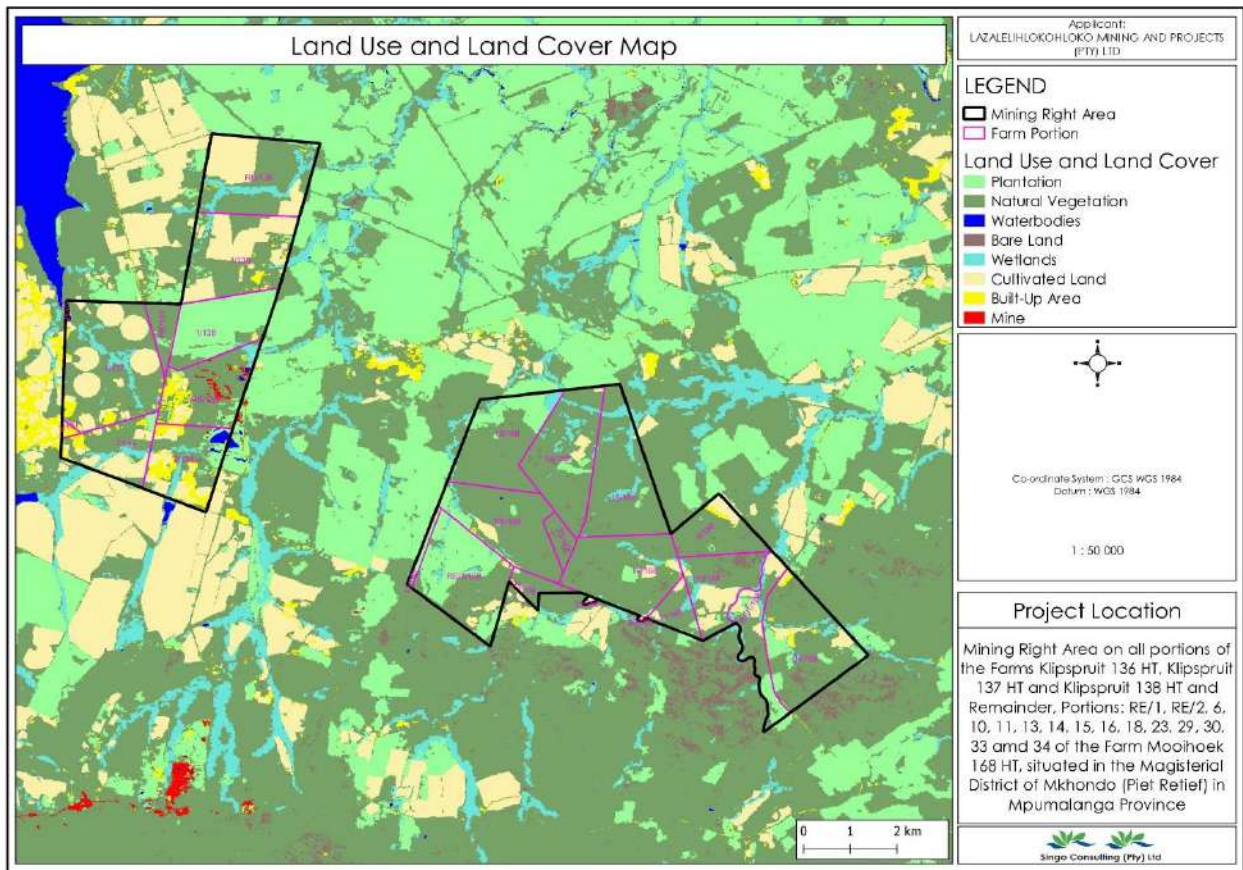 Land Use and Land Cover Map
Applicant:
LAZALELIHLOKOHLOKO MINING AND PROJECTS
(PTY) LTD
LEGEND
Mining Right Area
Farm Portion
Land Use and Land Cover
Plantation
Natural Vegetation
Waterbodies
Bare Land
Wetlands
Cultivated Land
Built-Up Area
Mine
Co-ordinate System : GCS WGS 1984
Datum : WGS 1984
1 : 50 000
Project Location
Mining Right Area on all portions of
the Farms Klipspruit 136 HT, Klipspruit
137 HT and Klipspruit 138 HT and
Remainder, Portions: RE/1, RE/2, 6,
10, 11, 13, 14, 15, 16, 18, 23, 29, 30,
33 amd 34 of the Farm Mooihoek
168 HT, situated in the Magisterial
District of Mkhondo (Piet Retief) in
Mpumalanga Province
Singo Consulting (Pty) Ltd
0 1 2 km
1/138